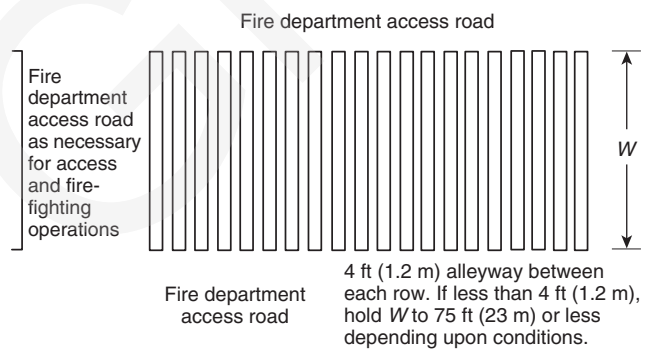 Fire department access road
Fire
department
access road
as necessary
for access
and fire-
fighting
operations
W
Fire department
access road
4 ft (1.2 m) alleyway between
each row. If less than 4 ft (1.2 m),
hold W to 75 ft (23 m) or less
depending upon conditions.